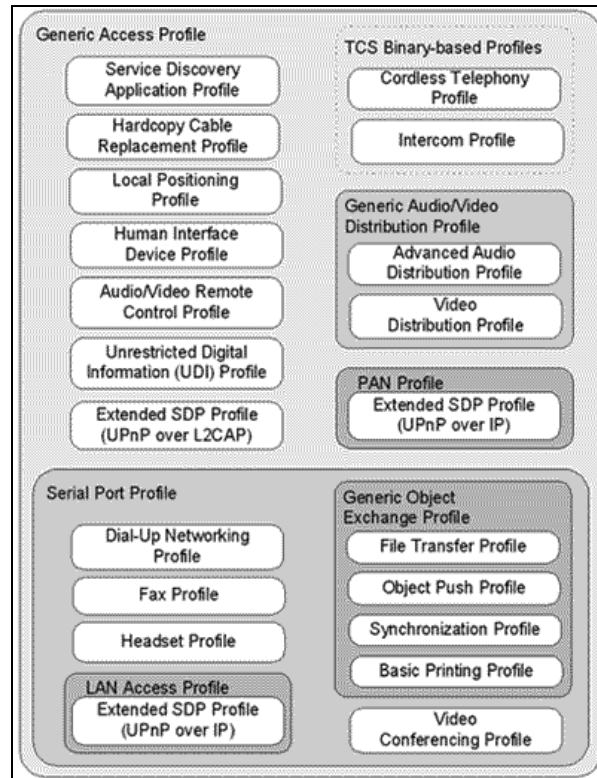 Generic Access Profile
Service Discovery
Application Profile
Hardcopy Cable
Replacement Profile
Local Positioning
Profile
Human Interface
Device Profile
Audio/Video Remote
Control Profile
Unrestricted Digital
Information (UDI) Profile
Extended SDP Profile
(UPnP over L2CAP)
TCS Binary-based Profiles
Cordless Telephony
Profile
Intercom Profile
Generic Audio/Video
Distribution Profile
Advanced Audio
Distribution Profile
Video
Distribution Profile
PAN Profile
Extended SDP Profile
(UPnP over IP)
Serial Port Profile
Dial-Up Networking
Profile
Fax Profile
Headset Profile
LAN Access Profile
Extended SDP Profile
(UPnP over IP)
Generic Object
Exchange Profile
File Transfer Profile
Object Push Profile
Synchronization Profile
Basic Printing Profile
Video
Conferencing Profile